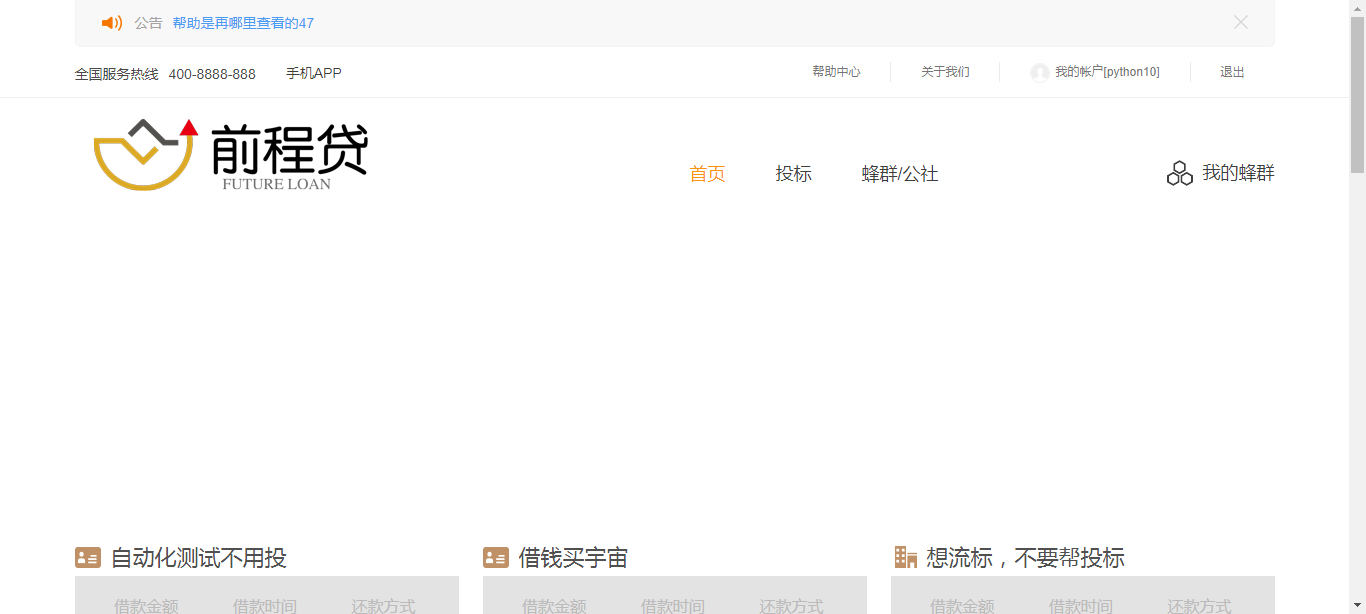 公告 帮助是再哪里查看的47
全国服务热线 400-8888-888 手机APP 帮助中心 关于我们 我的帐户[python10] 退出
前程贷
FUTURE LOAN
首页 投标 蜂群/公社 我的蜂群
自动化测试不用投 借钱买宇宙 想流标，不要帮投标
借款金额 借款时间 还款方式 借款金额 借款时间 还款方式 借款金额 借款时间 还款方式